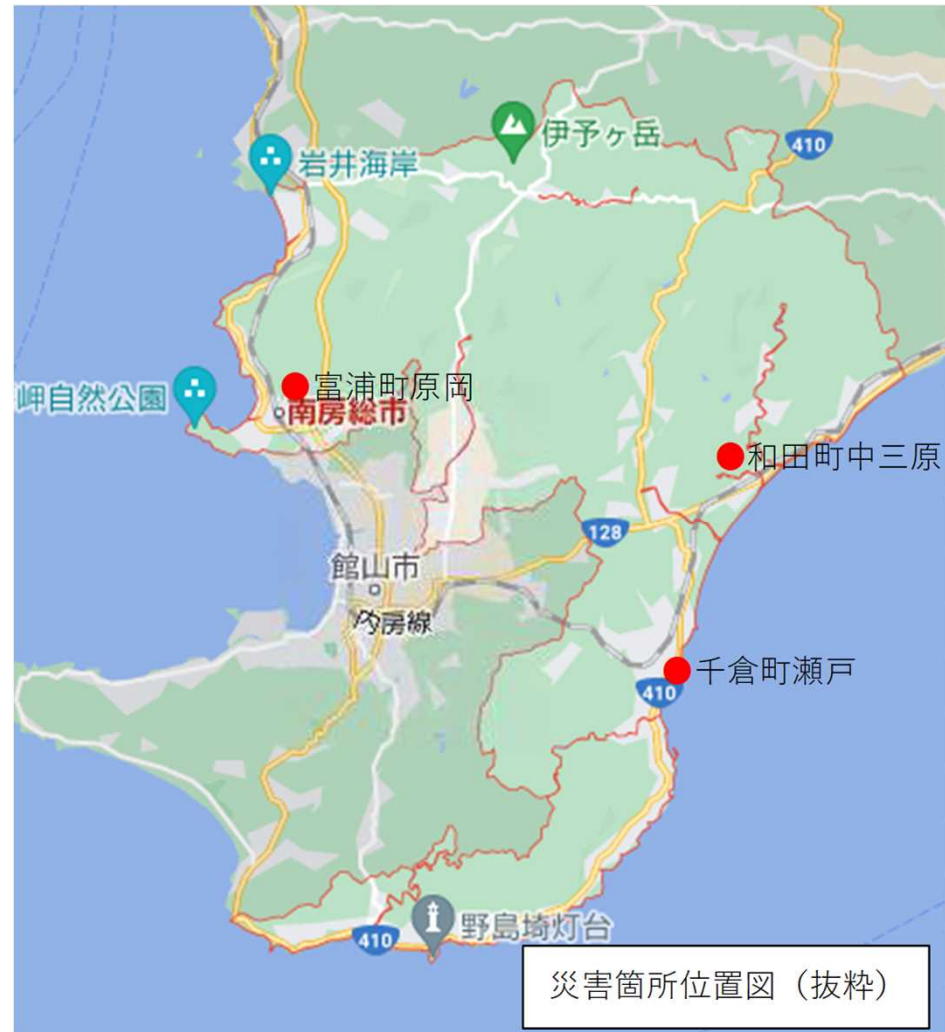 伊予ヶ岳
410
岩井海岸
富浦町原岡
岬自然公園
南房総市
和田町中三原
128
館山市
内房線
千倉町瀬戸
410
野島埼灯台
410
災害箇所位置図（抜粋）